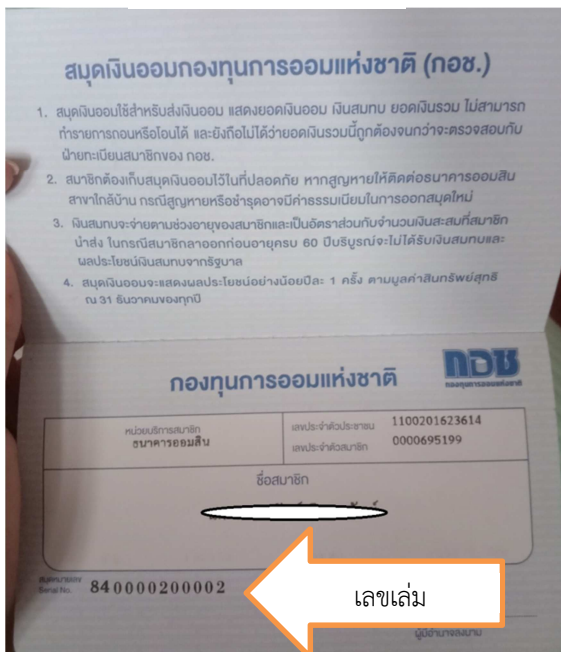 สมุดเงินออมกองทุนการออมแห่งชาติ (กอช.)
1. สมุดเงินออมใช้สำหรับส่งเงินออม แสดงยอดเงินออม เงินสมทบ ยอดเงินรวม ไม่สามารถ
ทำรายการถอนหรือโอนได้ และยังถือไม่ได้ว่ายอดเงินรวมนี้ถูกต้องจนกว่าจะตรวจสอบกับ
ฝ่ายทะเบียนสมาชิกของ กอช.
2. สมาชิกต้องเก็บสมุดเงินออมไว้ในที่ปลอดภัย หากสูญหายให้ติดต่อธนาคารออมสิน
สาขาใกล้บ้าน กรณีสูญหายหรือชำรุดอาจมีค่าธรรมเนียมในการออกสมุดใหม่
3. เงินสมทบจะจ่ายตามช่วงอายุของสมาชิกและเป็นอัตราส่วนกับจำนวนเงินสะสมที่สมาชิก
นำส่ง ในกรณีสมาชิกลาออกก่อนอายุครบ 60 ปีบริบูรณ์จะไม่ได้รับเงินสมทบและ
ผลประโยชน์เงินสมทบจากรัฐบาล
4. สมุดเงินออมจะแสดงผลประโยชน์อย่างน้อยปีละ 1 ครั้ง ตามมูลค่าสินทรัพย์สุทธิ
ณ 31 ธันวาคมของทุกปี
กอช
กองทุนการออมแห่งชาติ
กองทุนการออมแห่งชาติ
หน่วยบริการสมาชิก
ธนาคารออมสิน
เลขประจำตัวประชาชน 1100201623614
เลขประจำตัวสมาชิก 0000695199
ชื่อสมาชิก
สมุดหมายเลข
Serial No. 840000200002
เลขเล่ม
ผู้มีอำนาจลงนาม